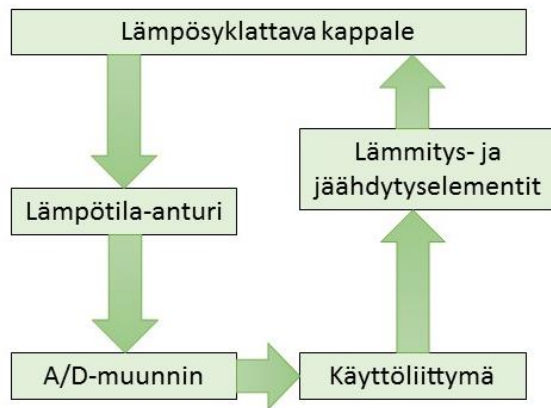 Lämpösyklattava kappale
Lämmitys- ja
jäähdytyselementit
Lämpötila-anturi
A/D-muunnin
Käyttöliittymä